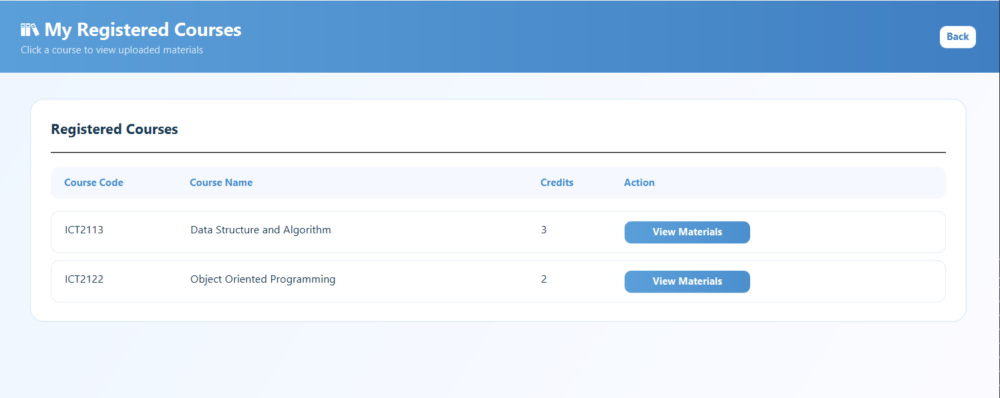 My Registered Courses
Click a course to view uploaded materials
Back
Registered Courses
Course Code Course Name Credits Action
ICT2113 Data Structure and Algorithm 3 View Materials
ICT2122 Object Oriented Programming 2 View Materials